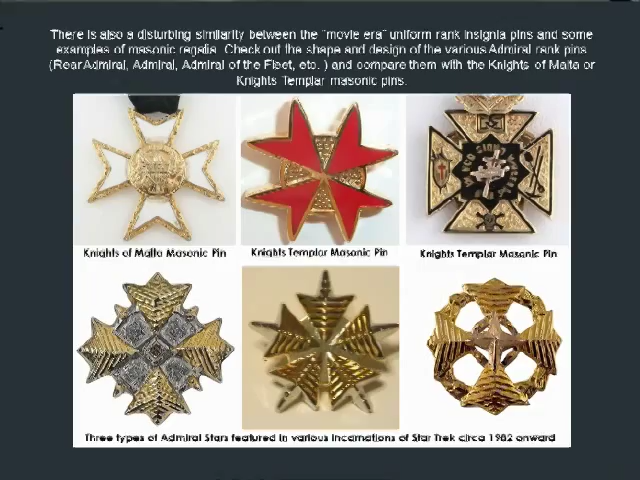 There is also a disturbing similarity between the "movie era" uniform rank insignia pins and some
examples of masonic regalia. Check out the shape and design of the various Admiral rank pins
(Rear Admiral, Admiral, Admiral of the Fleet, etc. ) and compare them with the Knights of Malta or
Knights Templar masonic pins.
Knights of Malta Masonic Pin
Knights Templar Masonic Pin
Knights Templar Masonic Pin
Three types of Admiral Stars featured in various incarnations of Star Trek circa 1982 onward